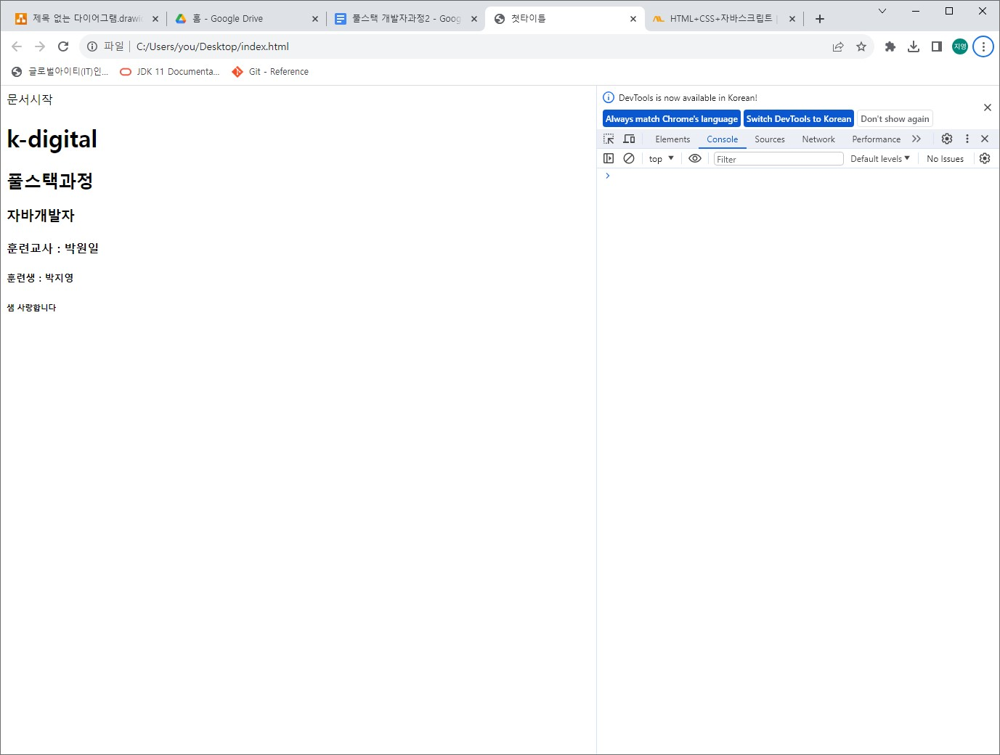 제목 없는 다이어그램.drawio
홈 - Google Drive
풀스택 개발자과정2 - Goog
첫타이틀
HTML+CSS+자바스크립트 |
파일 | C:/Users/you/Desktop/index.html
지영
글로벌아이티(IT)인...
JDK 11 Documenta...
Git - Reference
문서시작
k-digital
풀스택과정
자바개발자
훈련교사 : 박원일
훈련생 : 박지영
샘 사랑합니다
DevTools is now available in Korean!
Always match Chrome's language
Switch DevTools to Korean
Don't show again
Elements
Console
Sources
Network
Performance
top
Filter
Default levels
No Issues